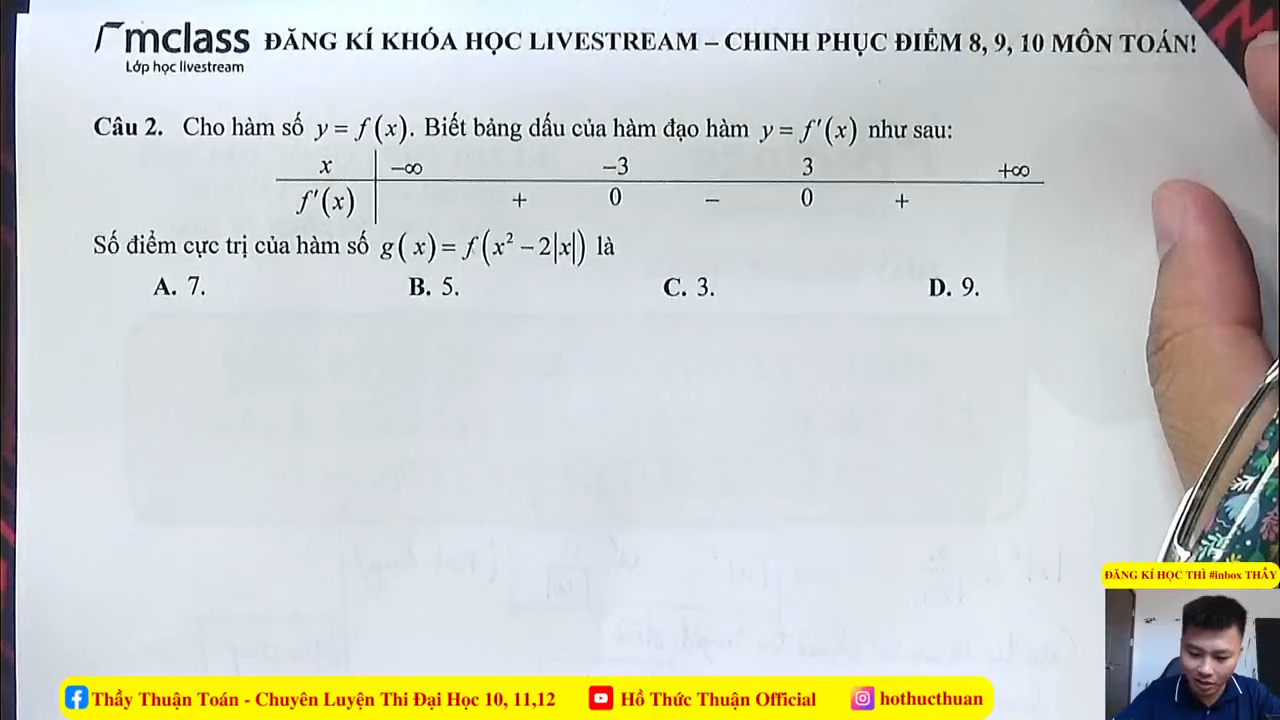 mclass ĐĂNG KÍ KHÓA HỌC LIVESTREAM – CHINH PHỤC ĐIỂM 8, 9, 10 MÔN TOÁN!
Lớp học livestream
Câu 2. Cho hàm số y = f(x). Biết bảng dấu của hàm đạo hàm y = f′(x) như sau:
x −∞ −3 3 +∞
f′(x) + 0 − 0 +
Số điểm cực trị của hàm số g(x) = f(x² − 2|x|) là
A. 7. B. 5. C. 3. D. 9.
ĐĂNG KÍ HỌC THÌ #inbox THẦY
Thầy Thuận Toán - Chuyên Luyện Thi Đại Học 10, 11,12 Hồ Thức Thuận Official hothucthuan